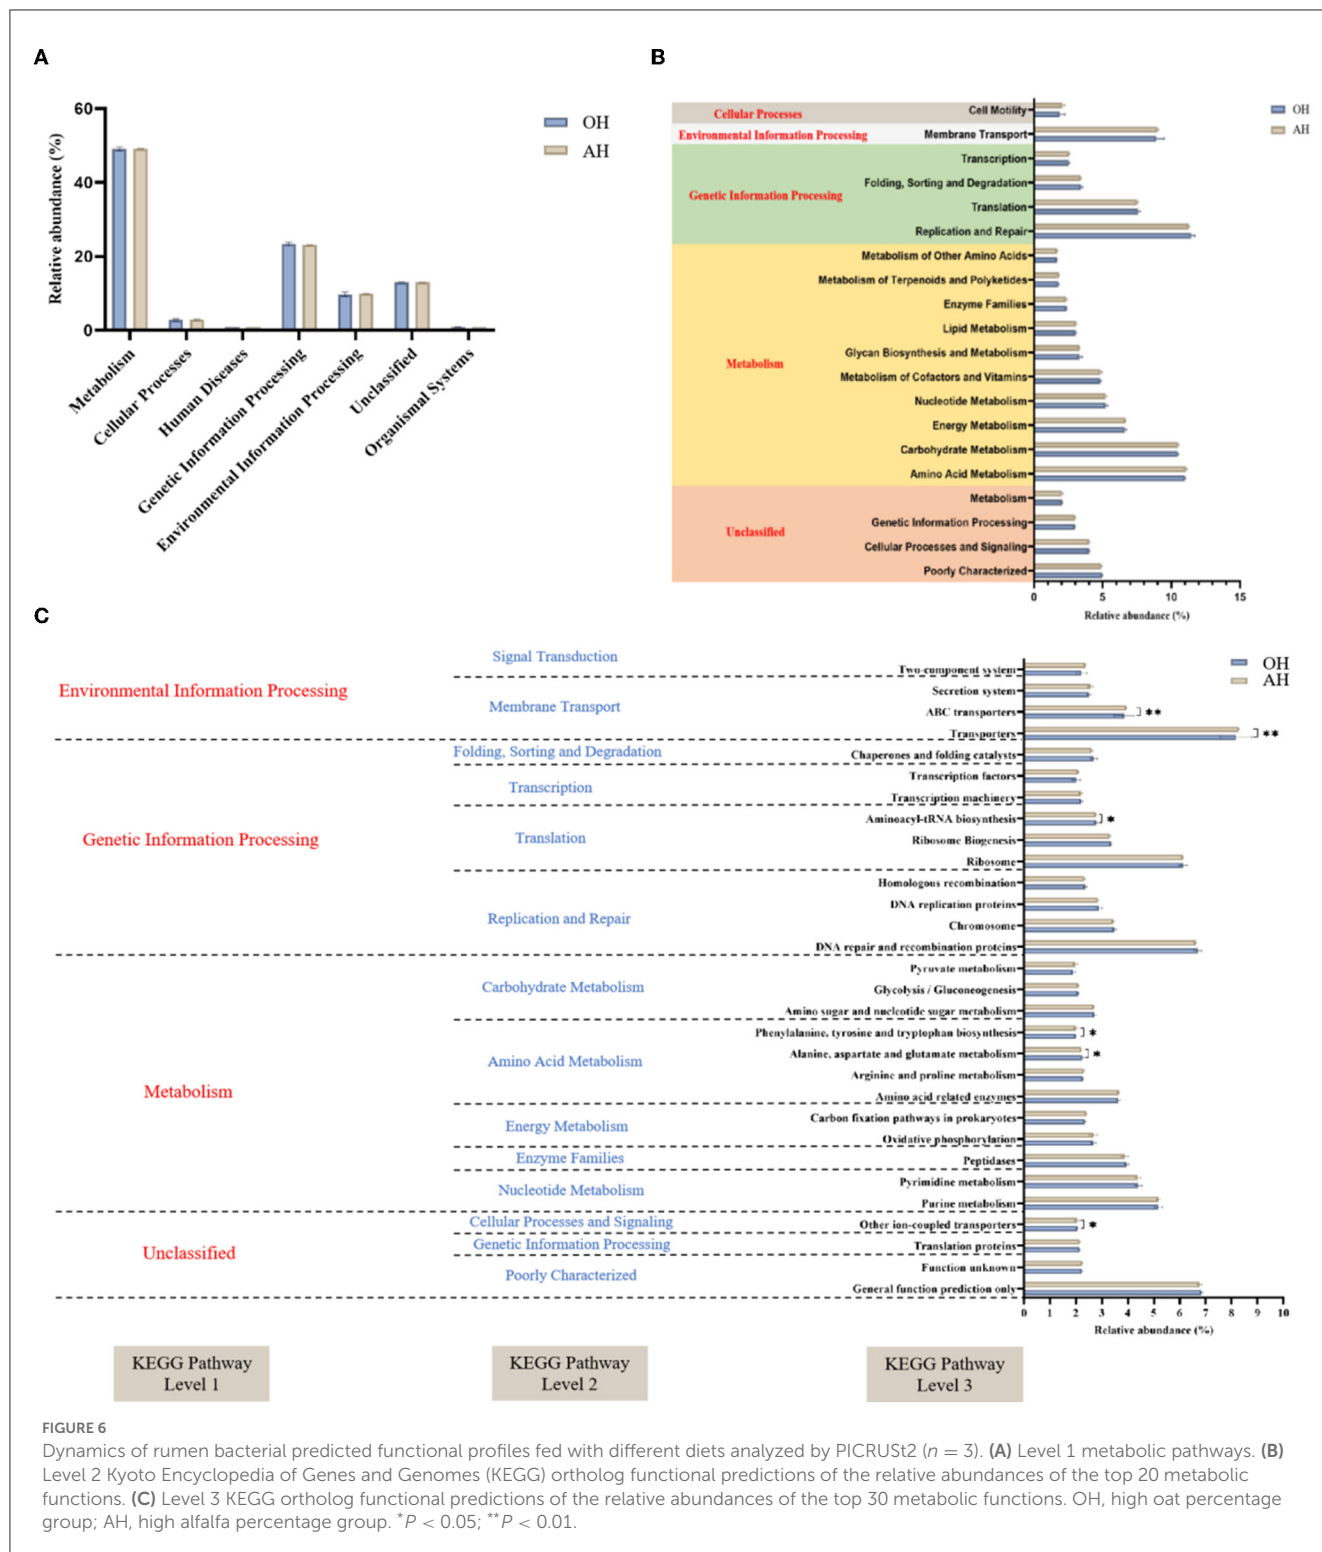 A
60
40
20
0
Relative abundance (%)
OH
AH
Metabolism
Cellular Processes
Human Diseases
Genetic Information Processing
Environmental Information Processing
Unclassified
Organismal Systems
B
Cellular Processes
Environmental Information Processing
Genetic Information Processing
Metabolism
Unclassified
Cell Motility
Membrane Transport
Transcription
Folding, Sorting and Degradation
Translation
Replication and Repair
Metabolism of Other Amino Acids
Metabolism of Terpenoids and Polyketides
Enzyme Families
Lipid Metabolism
Glycan Biosynthesis and Metabolism
Metabolism of Cofactors and Vitamins
Nucleotide Metabolism
Energy Metabolism
Carbohydrate Metabolism
Amino Acid Metabolism
Metabolism
Genetic Information Processing
Cellular Processes and Signaling
Poorly Characterized
OH
AH
0 5 10 15
Relative abundance (%)
C
Environmental Information Processing
Genetic Information Processing
Metabolism
Unclassified
Signal Transduction
Membrane Transport
Folding, Sorting and Degradation
Transcription
Translation
Replication and Repair
Carbohydrate Metabolism
Amino Acid Metabolism
Energy Metabolism
Enzyme Families
Nucleotide Metabolism
Cellular Processes and Signaling
Genetic Information Processing
Poorly Characterized
Two-component system
Secretion system
ABC transporters **
Transporters **
Chaperones and folding catalysts
Transcription factors
Transcription machinery
Aminoacyl-tRNA biosynthesis *
Ribosome Biogenesis
Ribosome
Homologous recombination
DNA replication proteins
Chromosome
DNA repair and recombination proteins
Pyruvate metabolism
Glycolysis / Gluconeogenesis
Amino sugar and nucleotide sugar metabolism
Phenylalanine, tyrosine and tryptophan biosynthesis *
Alanine, aspartate and glutamate metabolism *
Arginine and proline metabolism
Amino acid related enzymes
Carbon fixation pathways in prokaryotes
Oxidative phosphorylation
Peptidases
Pyrimidine metabolism
Purine metabolism
Other ion-coupled transporters *
Translation proteins
Function unknown
General function prediction only
OH
AH
0 1 2 3 4 5 6 7 8 9 10
Relative abundance (%)
KEGG Pathway
Level 1
KEGG Pathway
Level 2
KEGG Pathway
Level 3
FIGURE 6
Dynamics of rumen bacterial predicted functional profiles fed with different diets analyzed by PICRUSt2 (n = 3). (A) Level 1 metabolic pathways. (B)
Level 2 Kyoto Encyclopedia of Genes and Genomes (KEGG) ortholog functional predictions of the relative abundances of the top 20 metabolic
functions. (C) Level 3 KEGG ortholog functional predictions of the relative abundances of the top 30 metabolic functions. OH, high oat percentage
group; AH, high alfalfa percentage group. *P < 0.05; **P < 0.01.